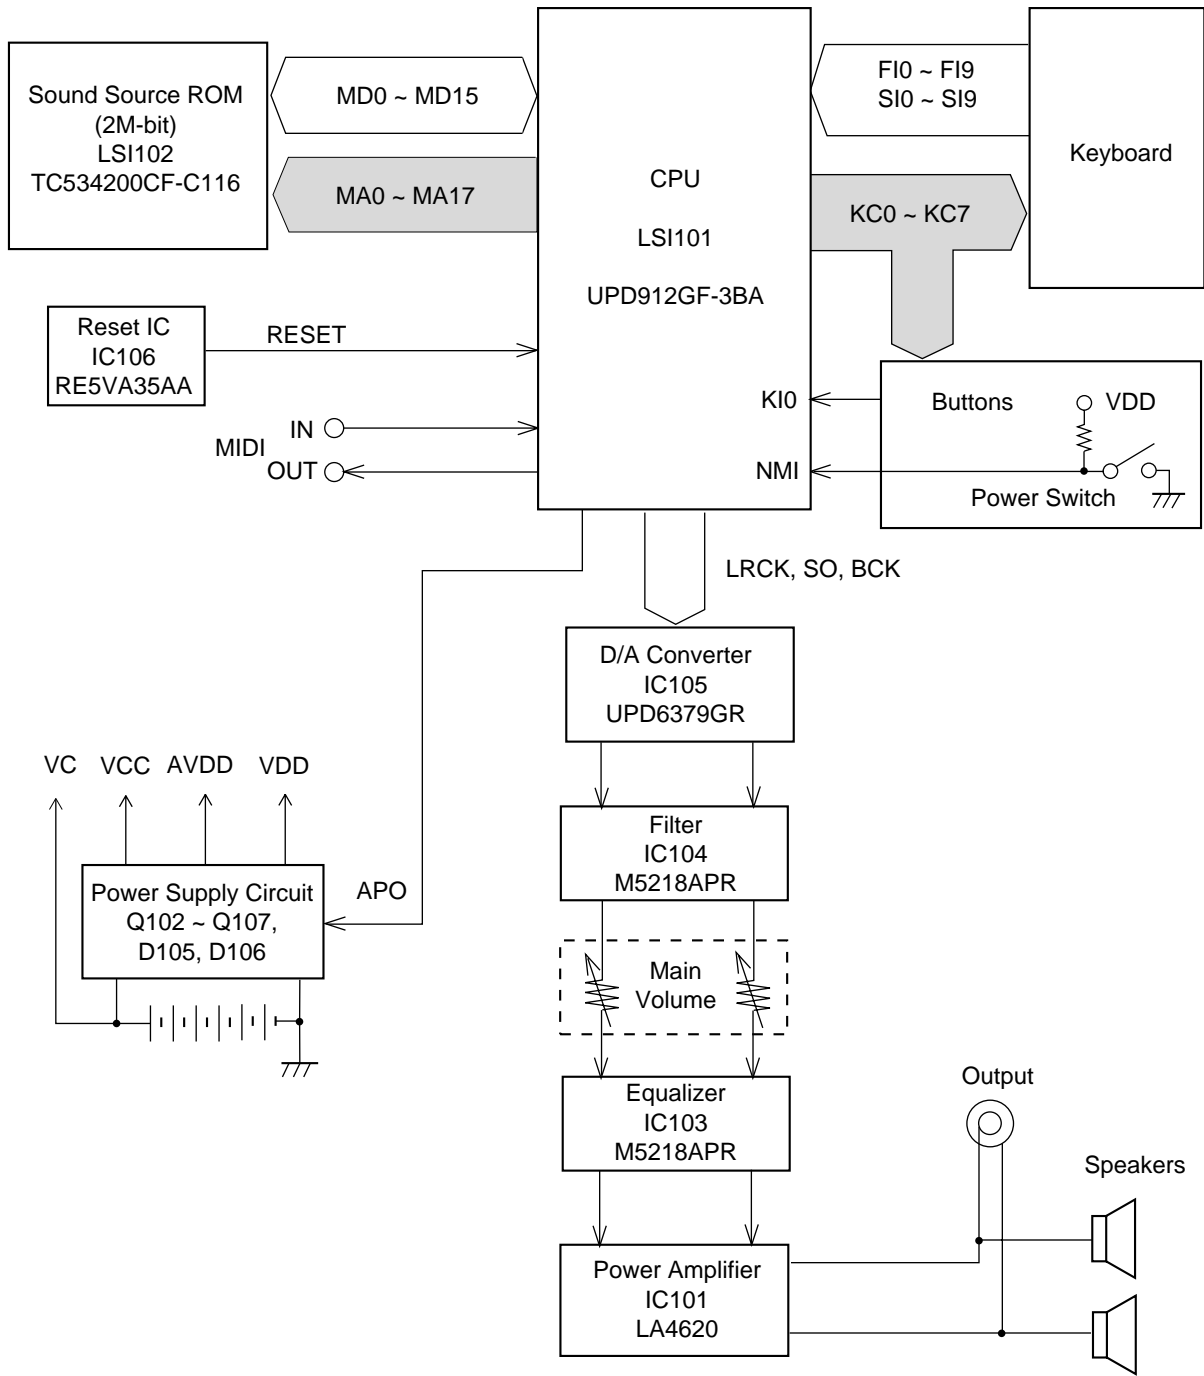 Sound Source ROM
(2M-bit)
LSI102
TC534200CF-C116
MD0 ~ MD15
MA0 ~ MA17
CPU
LSI101
UPD912GF-3BA
FI0 ~ FI9
SI0 ~ SI9
KC0 ~ KC7
Keyboard
Reset IC
IC106
RE5VA35AA
RESET
MIDI
IN
OUT
KI0
NMI
Buttons
VDD
Power Switch
LRCK, SO, BCK
D/A Converter
IC105
UPD6379GR
VC
VCC
AVDD
VDD
Power Supply Circuit
Q102 ~ Q107,
D105, D106
APO
Filter
IC104
M5218APR
Main
Volume
Equalizer
IC103
M5218APR
Output
Speakers
Power Amplifier
IC101
LA4620